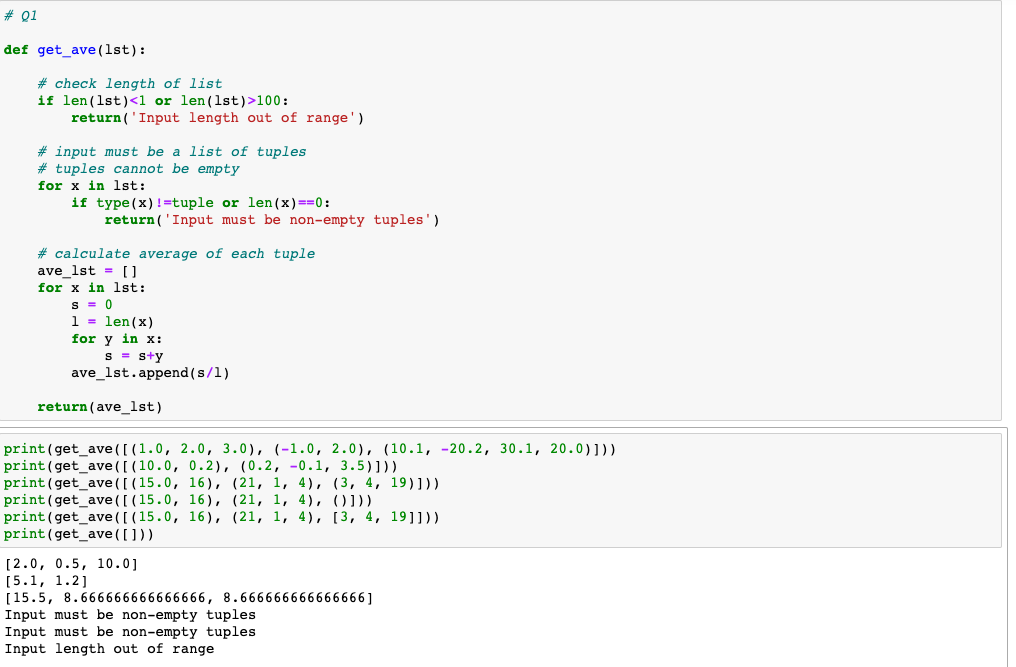 # Q1
def get_ave(lst):
    # check length of list
    if len(lst)<1 or len(lst)>100:
        return('Input length out of range')
    # input must be a list of tuples
    # tuples cannot be empty
    for x in lst:
        if type(x)!=tuple or len(x)==0:
            return('Input must be non-empty tuples')
    # calculate average of each tuple
    ave_lst = []
    for x in lst:
        s = 0
        l = len(x)
        for y in x:
            s = s+y
        ave_lst.append(s/l)
    return(ave_lst)
print(get_ave([(1.0, 2.0, 3.0), (-1.0, 2.0), (10.1, -20.2, 30.1, 20.0)]))
print(get_ave([(10.0, 0.2), (0.2, -0.1, 3.5)]))
print(get_ave([(15.0, 16), (21, 1, 4), (3, 4, 19)]))
print(get_ave([(15.0, 16), (21, 1, 4), ()]))
print(get_ave([(15.0, 16), (21, 1, 4), [3, 4, 19]]))
print(get_ave([]))
[2.0, 0.5, 10.0]
[5.1, 1.2]
[15.5, 8.666666666666666, 8.666666666666666]
Input must be non-empty tuples
Input must be non-empty tuples
Input length out of range